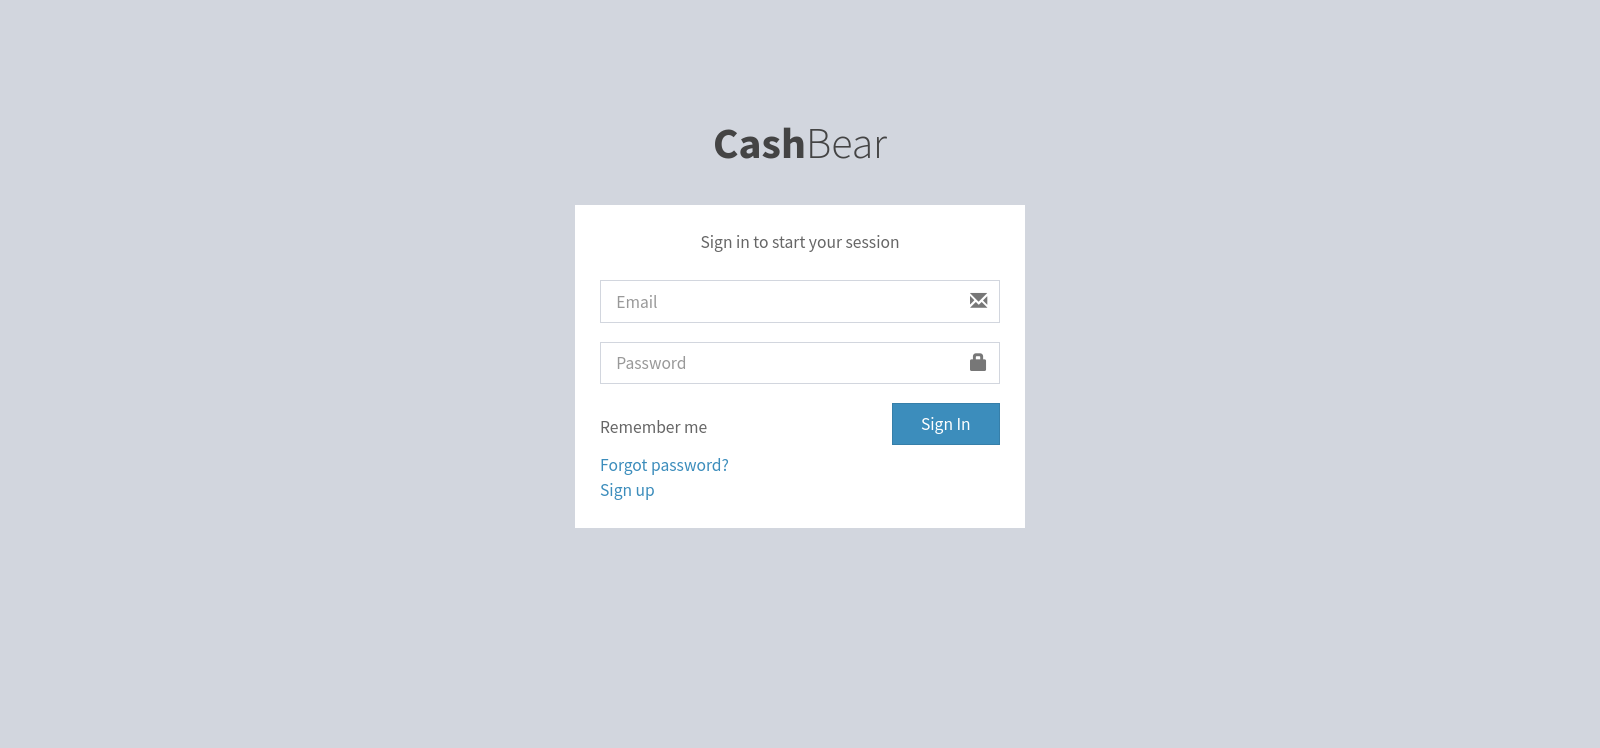 CashBear
Sign in to start your session
Email
Password
Remember me
Sign In
Forgot password?
Sign up